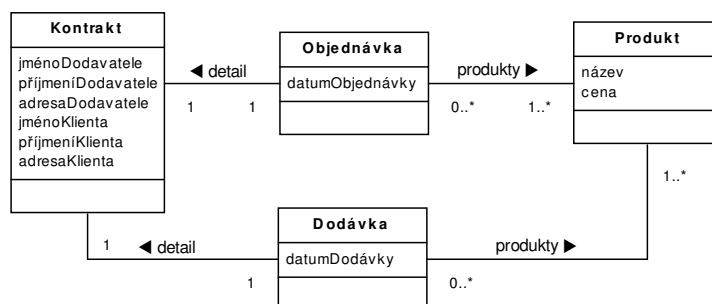 Kontrakt
jménoDodavatele
příjmeníDodavatele
adresaDodavatele
jménoKlienta
příjmeníKlienta
adresaKlienta
◄ detail
1
1
Objednávka
datumObjednávky
produkty ►
0..*
1..*
Produkt
název
cena
1..*
1
◄ detail
1
Dodávka
datumDodávky
produkty ►
0..*